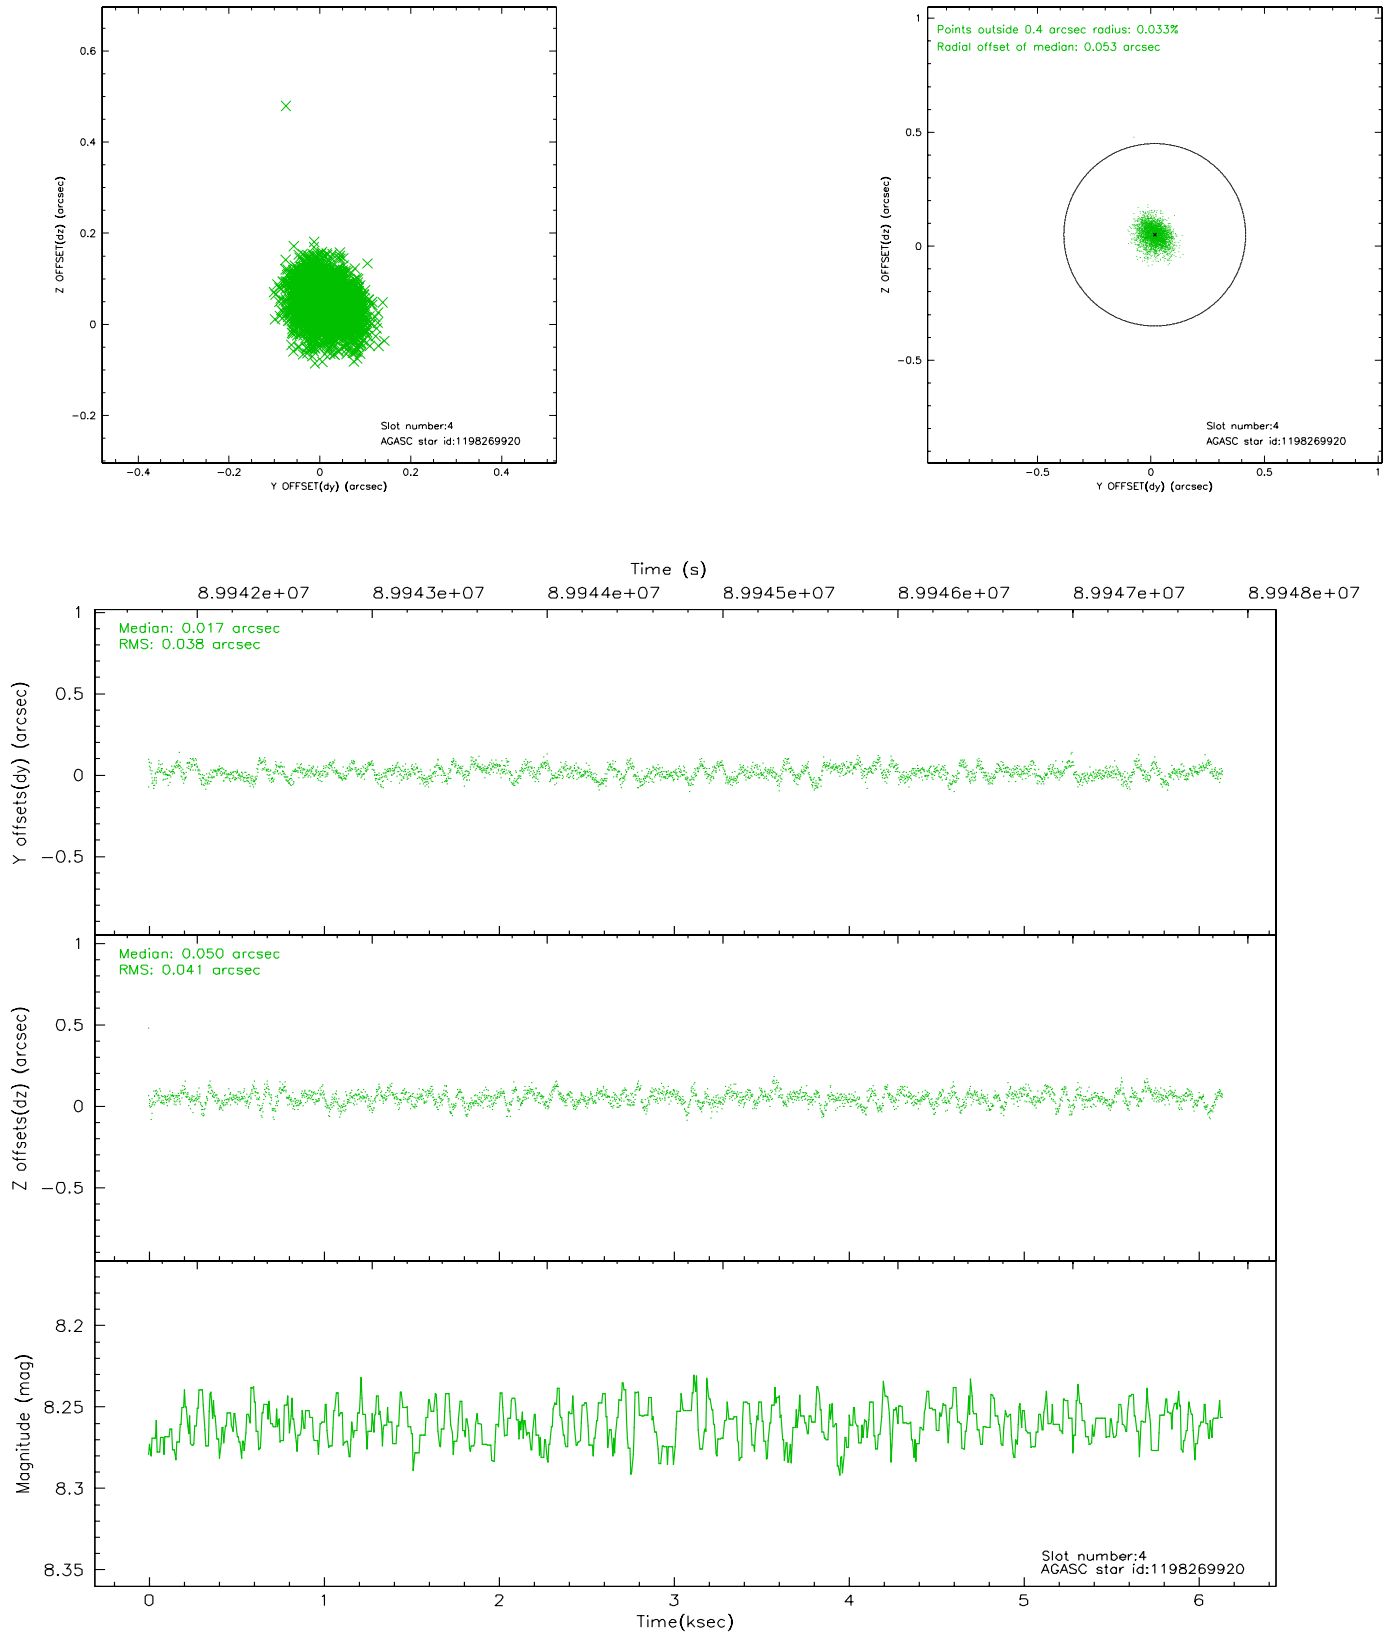 0.6
0.4
0.2
0
−0.2
Z OFFSET(dz) (arcsec)
Slot number:4
AGASC star id:1198269920
−0.4 −0.2 0 0.2 0.4
Y OFFSET(dy) (arcsec)
1
0.5
0
−0.5
Z OFFSET(dz) (arcsec)
Points outside 0.4 arcsec radius: 0.033%
Radial offset of median: 0.053 arcsec
Slot number:4
AGASC star id:1198269920
−0.5 0 0.5 1
Y OFFSET(dy) (arcsec)
Time (s)
8.9942e+07 8.9943e+07 8.9944e+07 8.9945e+07 8.9946e+07 8.9947e+07 8.9948e+07
Median: 0.017 arcsec
RMS: 0.038 arcsec
1
0.5
0
−0.5
Y offsets(dy) (arcsec)
Median: 0.050 arcsec
RMS: 0.041 arcsec
1
0.5
0
−0.5
Z offsets(dz) (arcsec)
8.2
8.25
8.3
8.35
Magnitude (mag)
Slot number:4
AGASC star id:1198269920
0 1 2 3 4 5 6
Time(ksec)